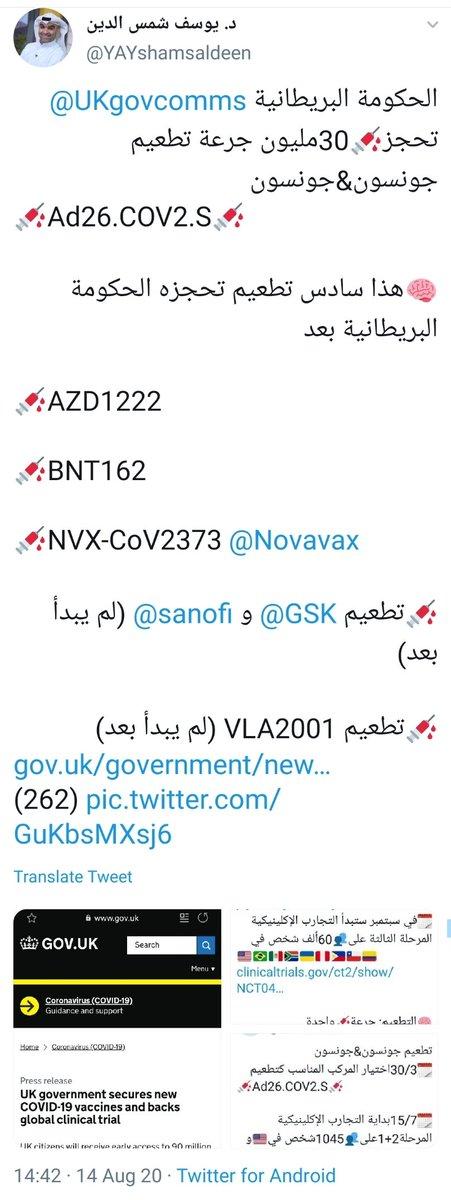 د. يوسف شمس الدين
@YAYshamsaldeen
الحكومة البريطانية @UKgovcomms
تحجز💉30مليون جرعة تطعيم
جونسون&جونسون
💉Ad26.COV2.S💉
🧠هذا سادس تطعيم تحجزه الحكومة
البريطانية بعد
💉AZD1222
💉BNT162
💉NVX-CoV2373 @Novavax
💉تطعيم @GSK و @sanofi (لم يبدأ
بعد)
💉تطعيم VLA2001 (لم يبدأ بعد)
gov.uk/government/new…
(262) pic.twitter.com/
GuKbsMXsj6
Translate Tweet
www.gov.uk
GOV.UK
Search
Menu
Coronavirus (COVID-19)
Guidance and support
Home > Coronavirus (COVID-19)
Press release
UK government secures new
COVID-19 vaccines and backs
global clinical trial
UK citizens will receive early access to 90 million
🗓في سبتمبر ستبدأ التجارب الإكلينيكية
المرحلة الثالثة على👥60ألف شخص في
🇺🇸🇧🇷🇲🇽🇿🇦🇺🇦🇵🇪🇵🇭🇨🇱🇨🇴
clinicaltrials.gov/ct2/show/
NCT04…
🧠التطعيم: جرعة💉واحدة
تطعيم جونسون&جونسون
🗓30/3اختيار المركب المناسب كتطعيم
💉Ad26.COV2.S💉
🗓15/7بداية التجارب الإكلينيكية
المرحلة2+1على👥1045شخص في🇺🇸و
14:42 · 14 Aug 20 · Twitter for Android